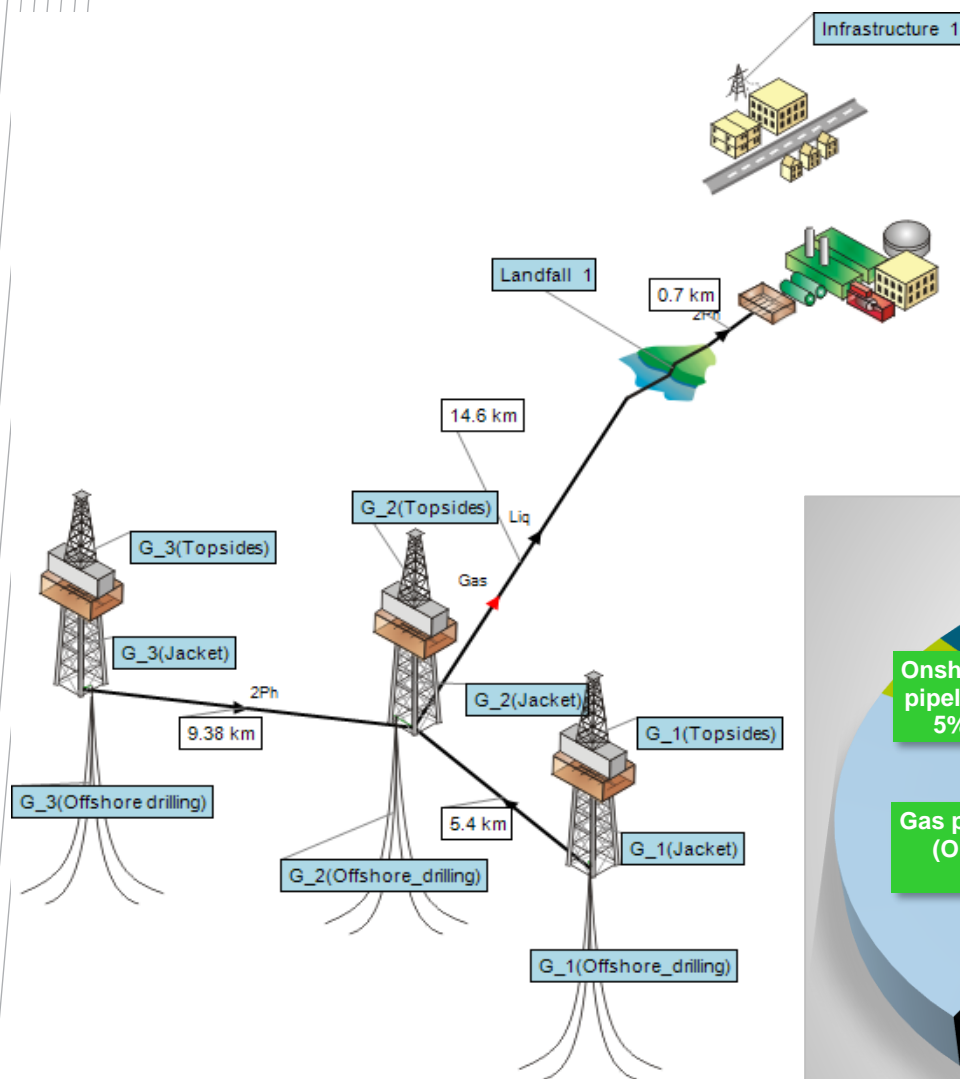 Infrastructure 1
Landfall 1
0.7 km
2Ph
14.6 km
G_2(Topsides)
Liq
G_3(Topsides)
Gas
G_3(Jacket)
2Ph
G_2(Jacket)
9.38 km
G_1(Topsides)
G_3(Offshore drilling)
5.4 km
G_1(Jacket)
G_2(Offshore_drilling)
G_1(Offshore_drilling)
5%